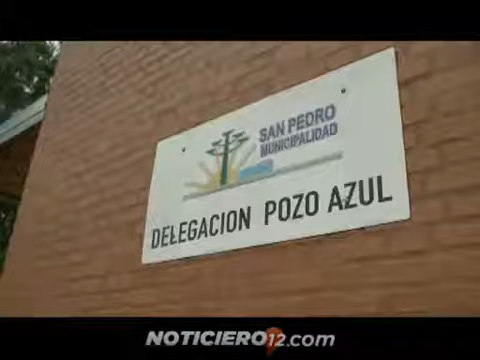 SAN PEDRO
MUNICIPALIDAD
DELEGACION POZO AZUL
NOTICIERO12.com